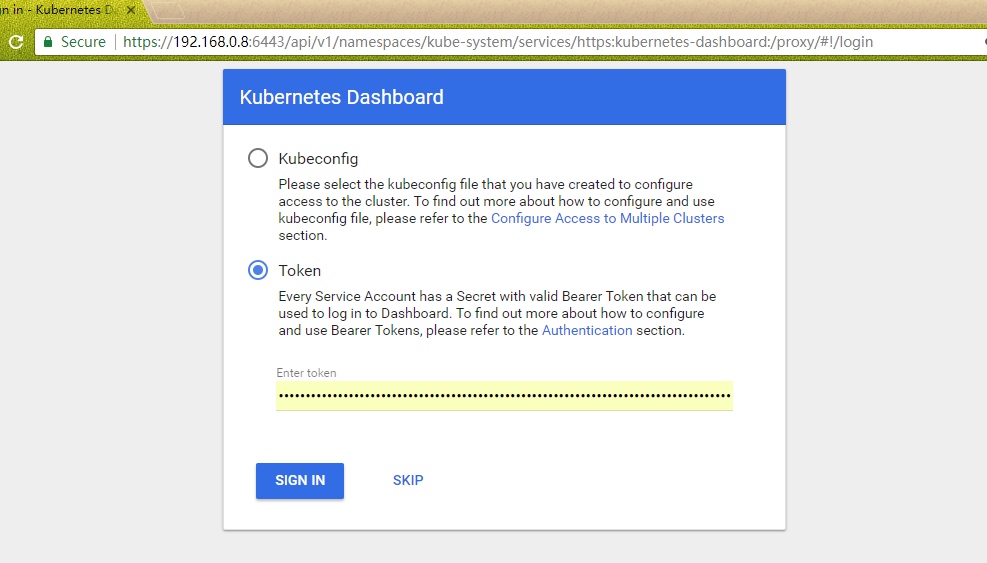 n in - Kubernetes D
Secure https://192.168.0.8:6443/api/v1/namespaces/kube-system/services/https:kubernetes-dashboard:/proxy/#!/login
Kubernetes Dashboard
Kubeconfig
Please select the kubeconfig file that you have created to configure
access to the cluster. To find out more about how to configure and use
kubeconfig file, please refer to the Configure Access to Multiple Clusters
section.
Token
Every Service Account has a Secret with valid Bearer Token that can be
used to log in to Dashboard. To find out more about how to configure
and use Bearer Tokens, please refer to the Authentication section.
Enter token
SIGN IN SKIP